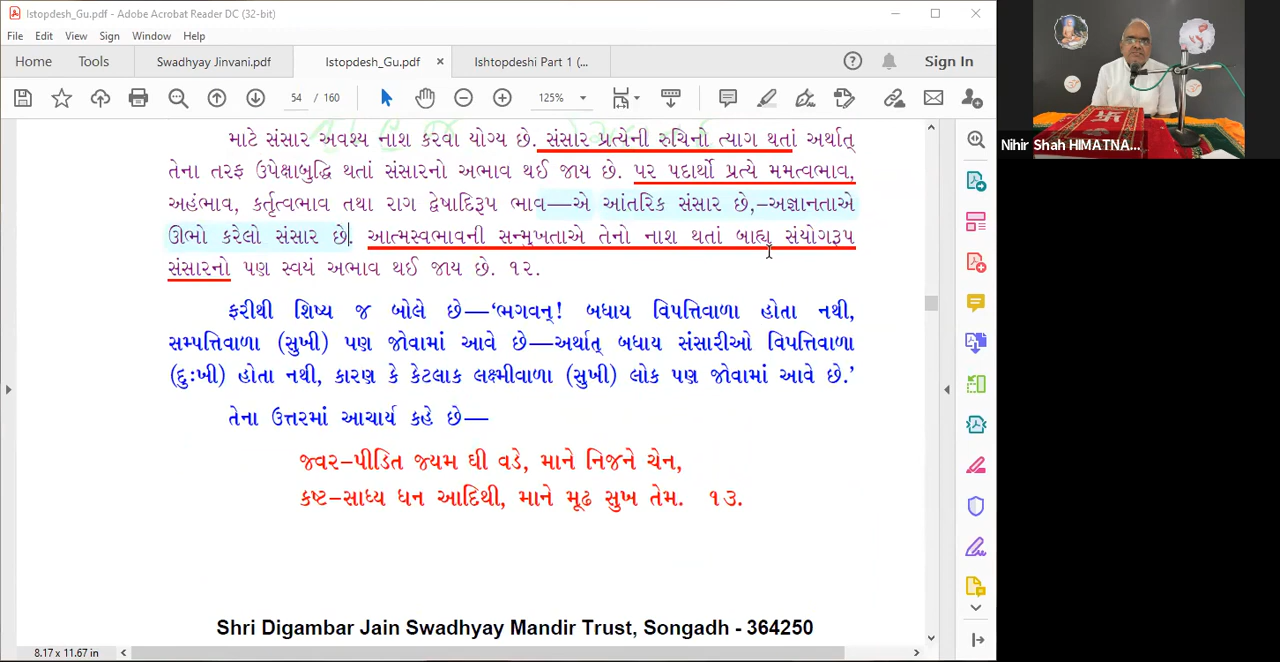 Istopdesh_Gu.pdf - Adobe Acrobat Reader DC (32-bit)
File Edit View Sign Window Help
Home Tools Swadhyay Jinvani.pdf Istopdesh_Gu.pdf × Ishtopdeshi Part 1 (... Sign In
54 / 160 125%
માટે સંસાર અવશ્ય નાશ કરવા યોગ્ય છે. સંસાર પ્રત્યેની રુચિનો ત્યાગ થતાં અર્થાત્
તેના તરફ ઉપેક્ષાબુદ્ધિ થતાં સંસારનો અભાવ થઈ જાય છે. પર પદાર્થો પ્રત્યે મમત્વભાવ,
અહંભાવ, કર્તૃત્વભાવ તથા રાગ દ્વેષાદિરૂપ ભાવ—એ આંતરિક સંસાર છે,–અજ્ઞાનતાએ
ઊભો કરેલો સંસાર છે. આત્મસ્વભાવની સન્મુખતાએ તેનો નાશ થતાં બાહ્ય સંયોગરૂપ
સંસારનો પણ સ્વયં અભાવ થઈ જાય છે. ૧૨.
ફરીથી શિષ્ય જ બોલે છે—‘ભગવન્! બધાય વિપત્તિવાળા હોતા નથી,
સમ્પત્તિવાળા (સુખી) પણ જોવામાં આવે છે—અર્થાત્ બધાય સંસારીઓ વિપત્તિવાળા
(દુઃખી) હોતા નથી, કારણ કે કેટલાક લક્ષ્મીવાળા (સુખી) લોક પણ જોવામાં આવે છે.’
તેના ઉત્તરમાં આચાર્ય કહે છે—
જ્વર–પીડિત જ્યમ ઘી વડે, માને નિજને ચેન,
કષ્ટ–સાધ્ય ધન આદિથી, માને મૂઢ સુખ તેમ. ૧૩.
Shri Digambar Jain Swadhyay Mandir Trust, Songadh - 364250
8.17 x 11.67 in
Nihir Shah HIMATNA...